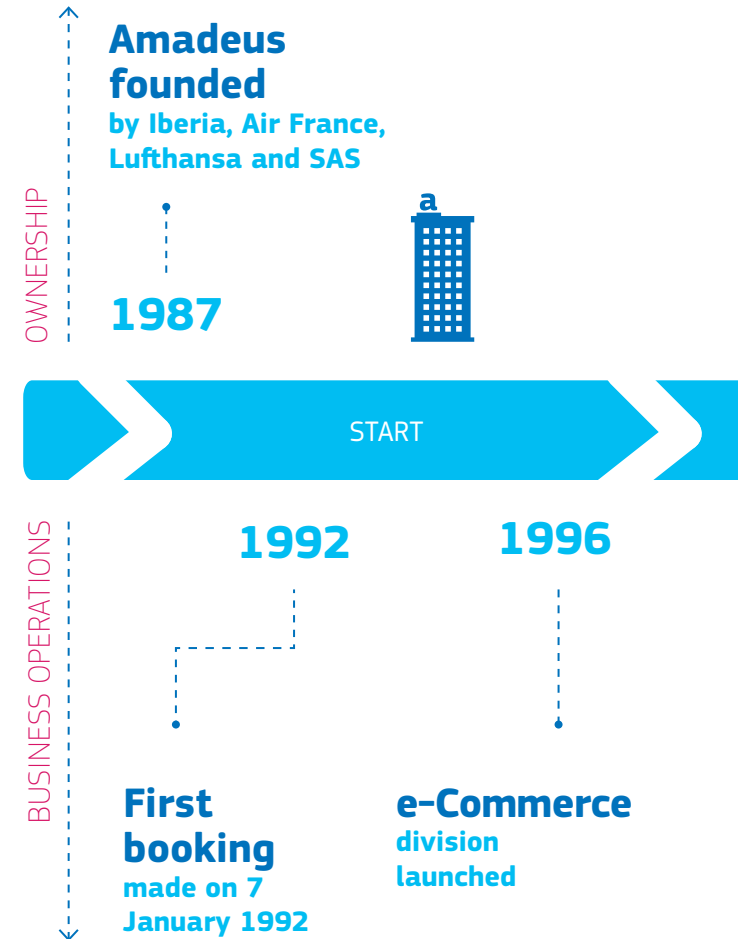 Amadeus
founded
by Iberia, Air France,
Lufthansa and SAS
a
OWNERSHIP
1987
START
BUSINESS OPERATIONS
1992
1996
First
booking
made on 7
January 1992
e-Commerce
division
launched